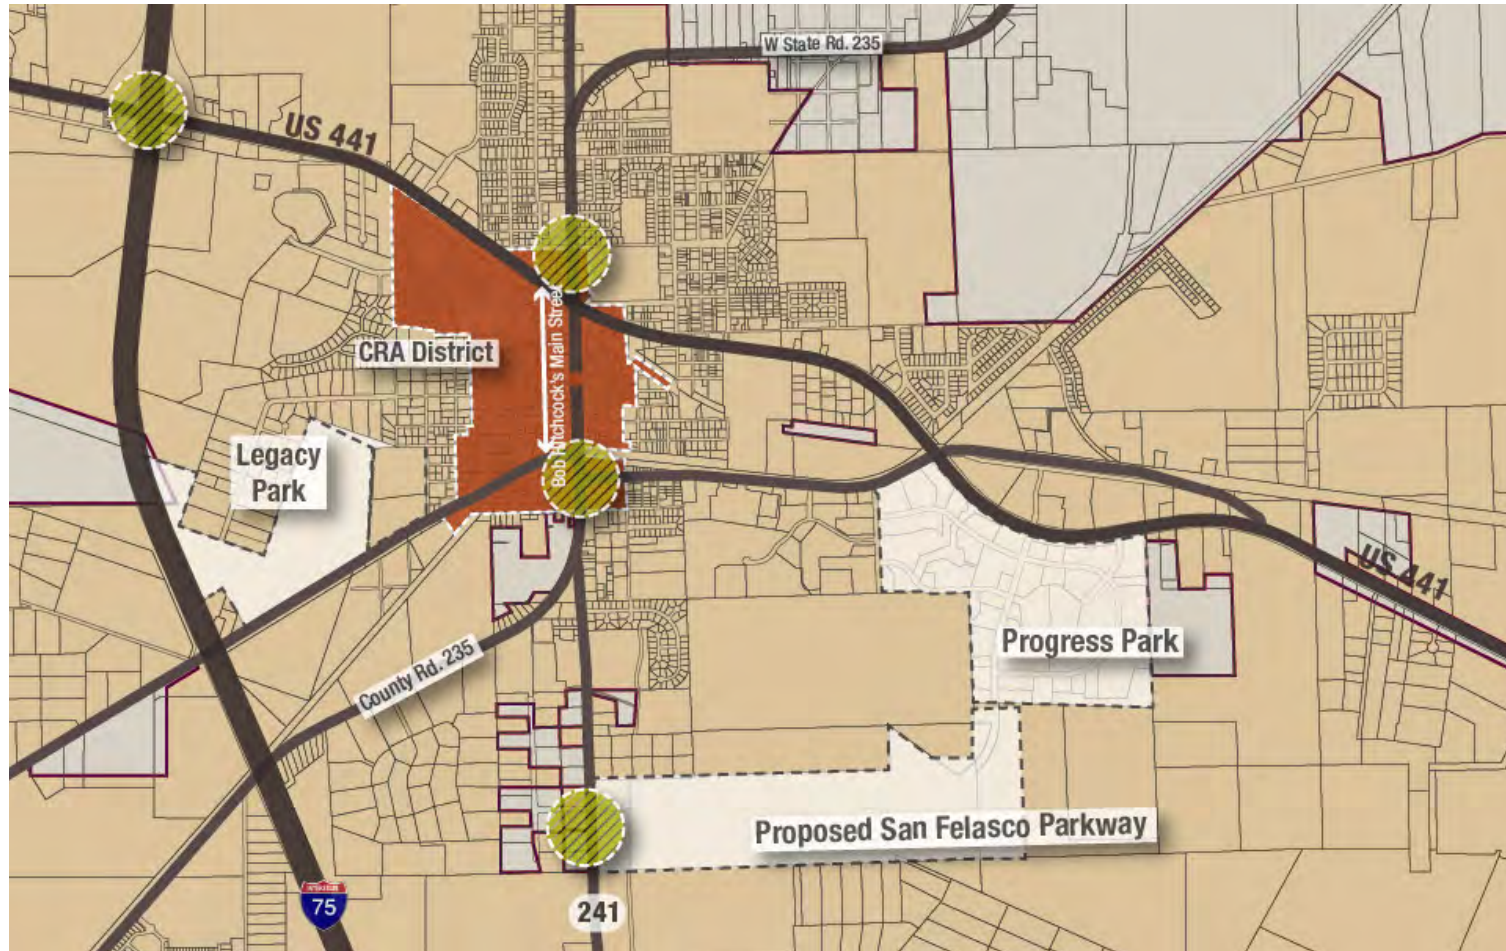 W State Rd. 235
US 441
Bob Hitchcock's Main Street
CRA District
Legacy
Park
US 441
Progress Park
County Rd. 235
Proposed San Felasco Parkway
INTERSTATE
75
241